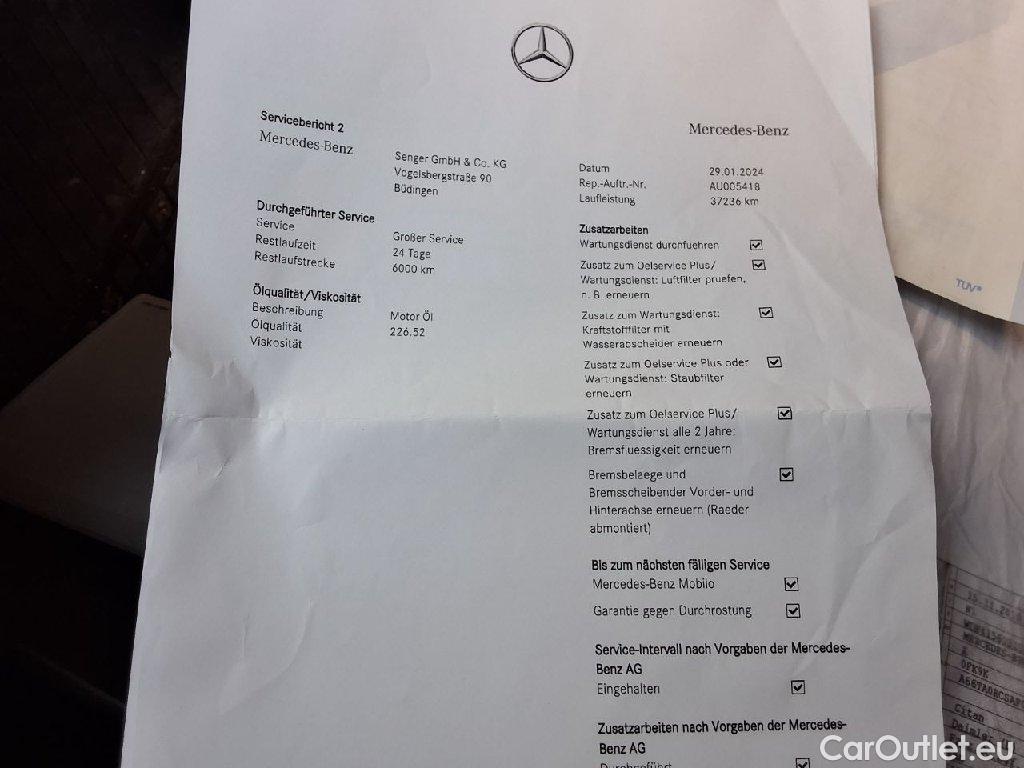 Servicebericht 2
Mercedes-Benz
Mercedes-Benz
Senger GmbH & Co. KG
Vogelsbergstraße 90
Büdingen
Datum 29.01.2024
Rep.-Auftr.-Nr. AU005418
Laufleistung 37236 km
Durchgeführter Service
Service Großer Service
Restlaufzeit 24 Tage
Restlaufstrecke 6000 km
Ölqualität/Viskosität
Beschreibung Motor Öl
Ölqualität 226.52
Viskosität
Zusatzarbeiten
Wartungsdienst durchfuehren
Zusatz zum Oelservice Plus/
Wartungsdienst: Luftfilter pruefen,
n. B. erneuern
Zusatz zum Wartungsdienst:
Kraftstofffilter mit
Wasserabscheider erneuern
Zusatz zum Oelservice Plus oder
Wartungsdienst: Staubfilter
erneuern
Zusatz zum Oelservice Plus/
Wartungsdienst alle 2 Jahre:
Bremsfluessigkeit erneuern
Bremsbelaege und
Bremsscheibender Vorder- und
Hinterachse erneuern (Raeder
abmontiert)
Bis zum nächsten fälligen Service
Mercedes-Benz Mobilo
Garantie gegen Durchrostung
Service-Intervall nach Vorgaben der Mercedes-
Benz AG
Eingehalten
Zusatzarbeiten nach Vorgaben der Mercedes-
Benz AG
Durchgeführt
TÜV®
Citan
CarOutlet.eu